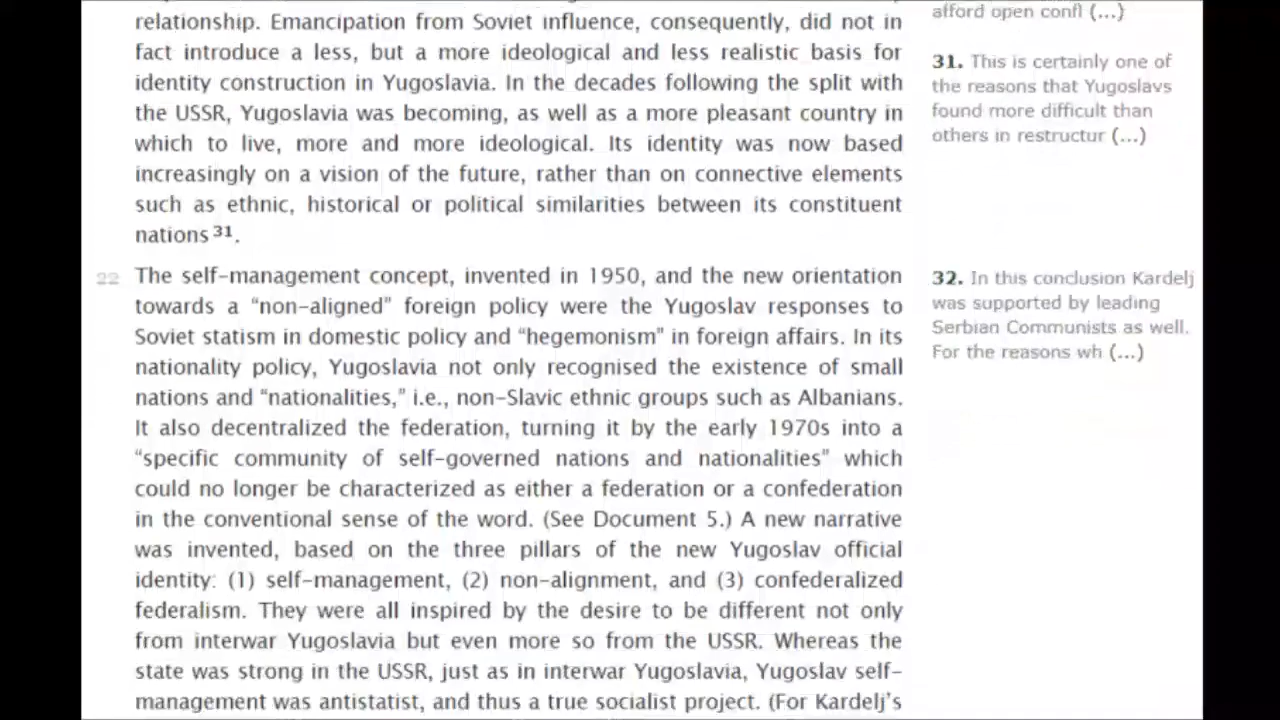 relationship. Emancipation from Soviet influence, consequently, did not in
fact introduce a less, but a more ideological and less realistic basis for
identity construction in Yugoslavia. In the decades following the split with
the USSR, Yugoslavia was becoming, as well as a more pleasant country in
which to live, more and more ideological. Its identity was now based
increasingly on a vision of the future, rather than on connective elements
such as ethnic, historical or political similarities between its constituent
nations 31.
22 The self-management concept, invented in 1950, and the new orientation
towards a “non-aligned” foreign policy were the Yugoslav responses to
Soviet statism in domestic policy and “hegemonism” in foreign affairs. In its
nationality policy, Yugoslavia not only recognised the existence of small
nations and “nationalities,” i.e., non-Slavic ethnic groups such as Albanians.
It also decentralized the federation, turning it by the early 1970s into a
“specific community of self-governed nations and nationalities” which
could no longer be characterized as either a federation or a confederation
in the conventional sense of the word. (See Document 5.) A new narrative
was invented, based on the three pillars of the new Yugoslav official
identity: (1) self-management, (2) non-alignment, and (3) confederalized
federalism. They were all inspired by the desire to be different not only
from interwar Yugoslavia but even more so from the USSR. Whereas the
state was strong in the USSR, just as in interwar Yugoslavia, Yugoslav self-
management was antistatist, and thus a true socialist project. (For Kardelj’s
afford open confl (...)
31. This is certainly one of
the reasons that Yugoslavs
found more difficult than
others in restructur (...)
32. In this conclusion Kardelj
was supported by leading
Serbian Communists as well.
For the reasons wh (...)